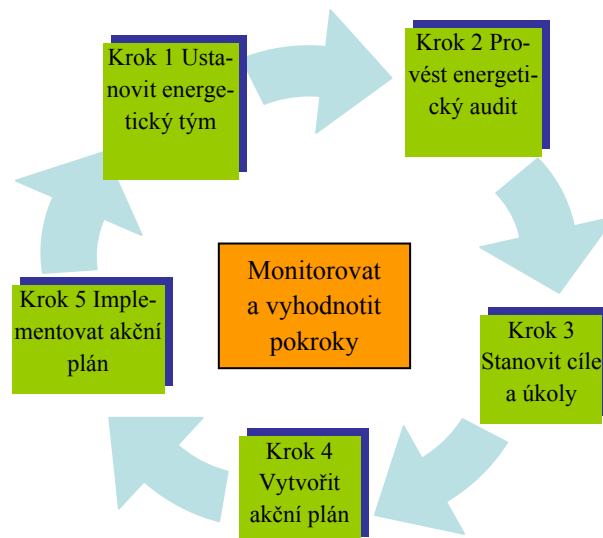 Krok 1 Usta-
novit energe-
tický tým
Krok 2 Pro-
vést energeti-
cký audit
Krok 3
Stanovit cíle
a úkoly
Krok 4
Vytvořit
akční plán
Krok 5 Imple-
mentovat akční
plán
Monitorovat
a vyhodnotit
pokroky